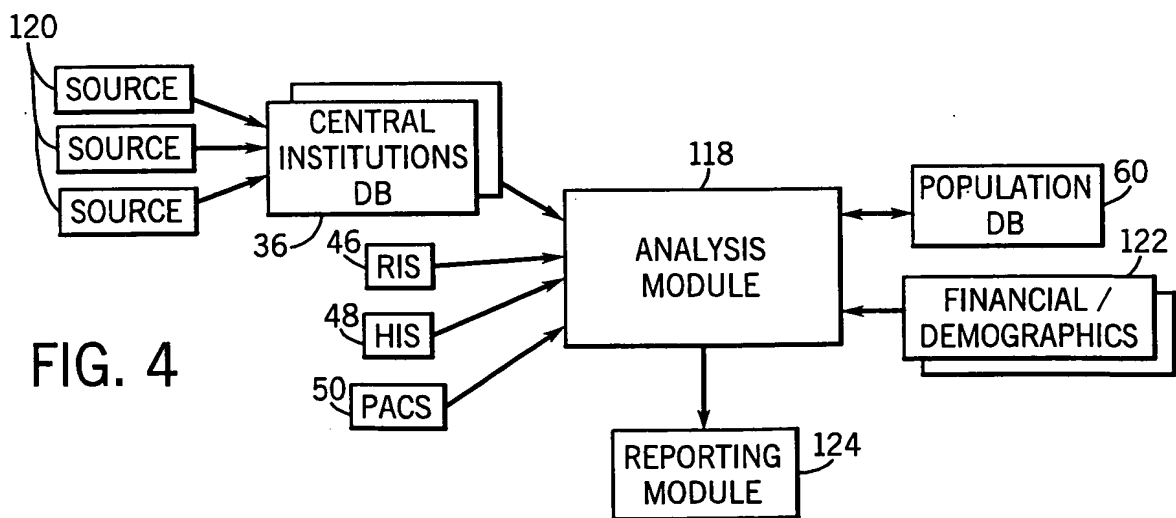 120
SOURCE
SOURCE
SOURCE
CENTRAL
INSTITUTIONS
DB
36
46
RIS
48
HIS
50
PACS
118
ANALYSIS
MODULE
POPULATION
DB
60
122
FINANCIAL /
DEMOGRAPHICS
REPORTING
MODULE
124
FIG. 4